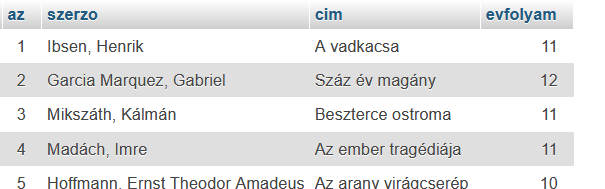 az szerzo cim evfolyam
1 Ibsen, Henrik A vadkacsa 11
2 Garcia Marquez, Gabriel Száz év magány 12
3 Mikszáth, Kálmán Beszterce ostroma 11
4 Madách, Imre Az ember tragédiája 11
5 Hoffmann, Ernst Theodor Amadeus Az arany virágcserép 10